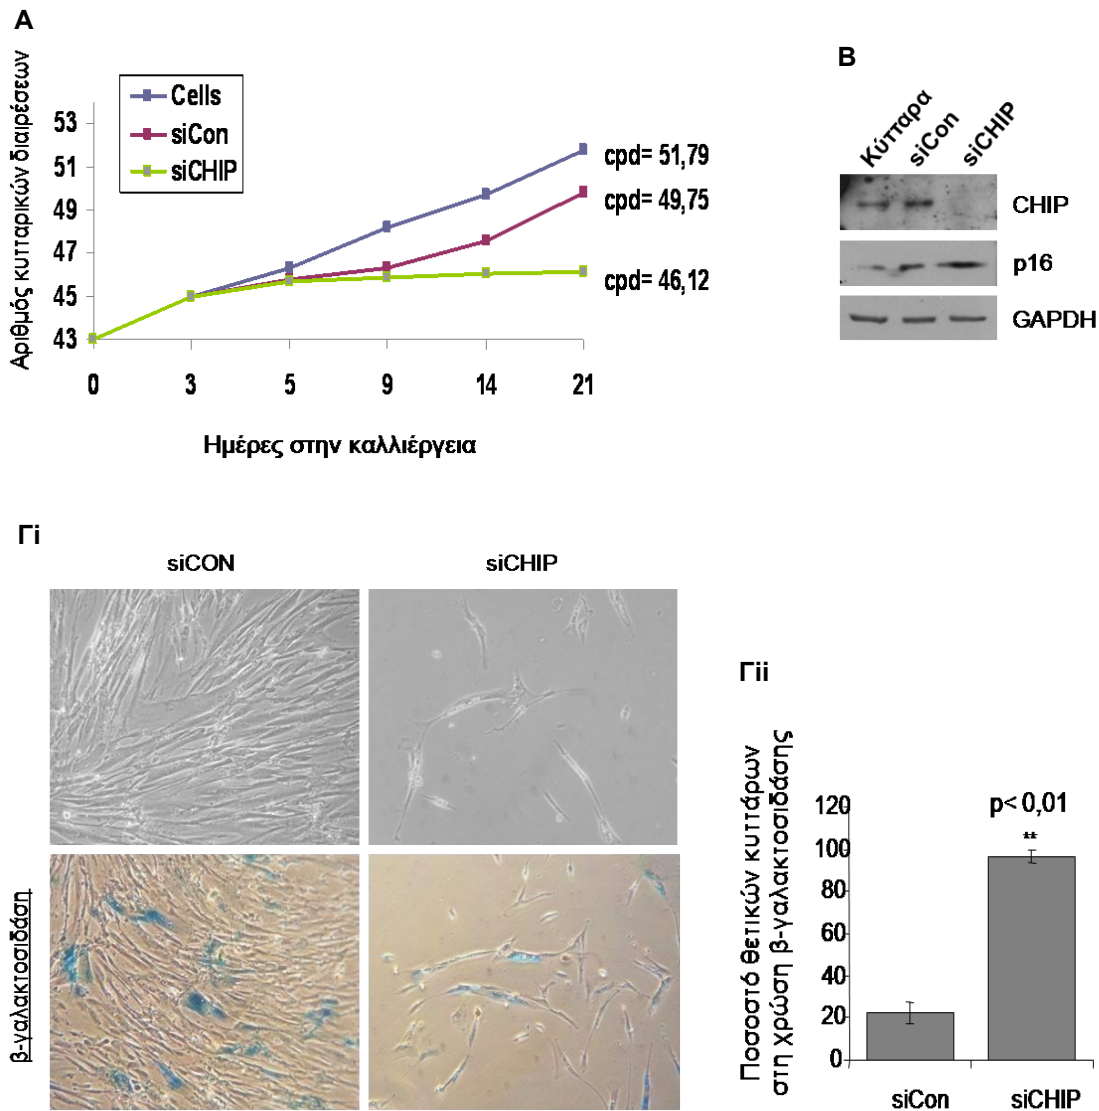 A
Αριθμός κυτταρικών διαιρέσεων
Cells
siCon
siCHIP
53
51
49
47
45
43
cpd= 51,79
cpd= 49,75
cpd= 46,12
0 3 5 9 14 21
Ημέρες στην καλλιέργεια
B
Κύτταρα
siCon
siCHIP
CHIP
p16
GAPDH
Γi
siCON siCHIP
β-γαλακτοσιδάση
Γii
Ποσοστό θετικών κυττάρων
στη χρώση β-γαλακτοσιδάσης
120
100
80
60
40
20
0
p< 0,01
**
siCon siCHIP